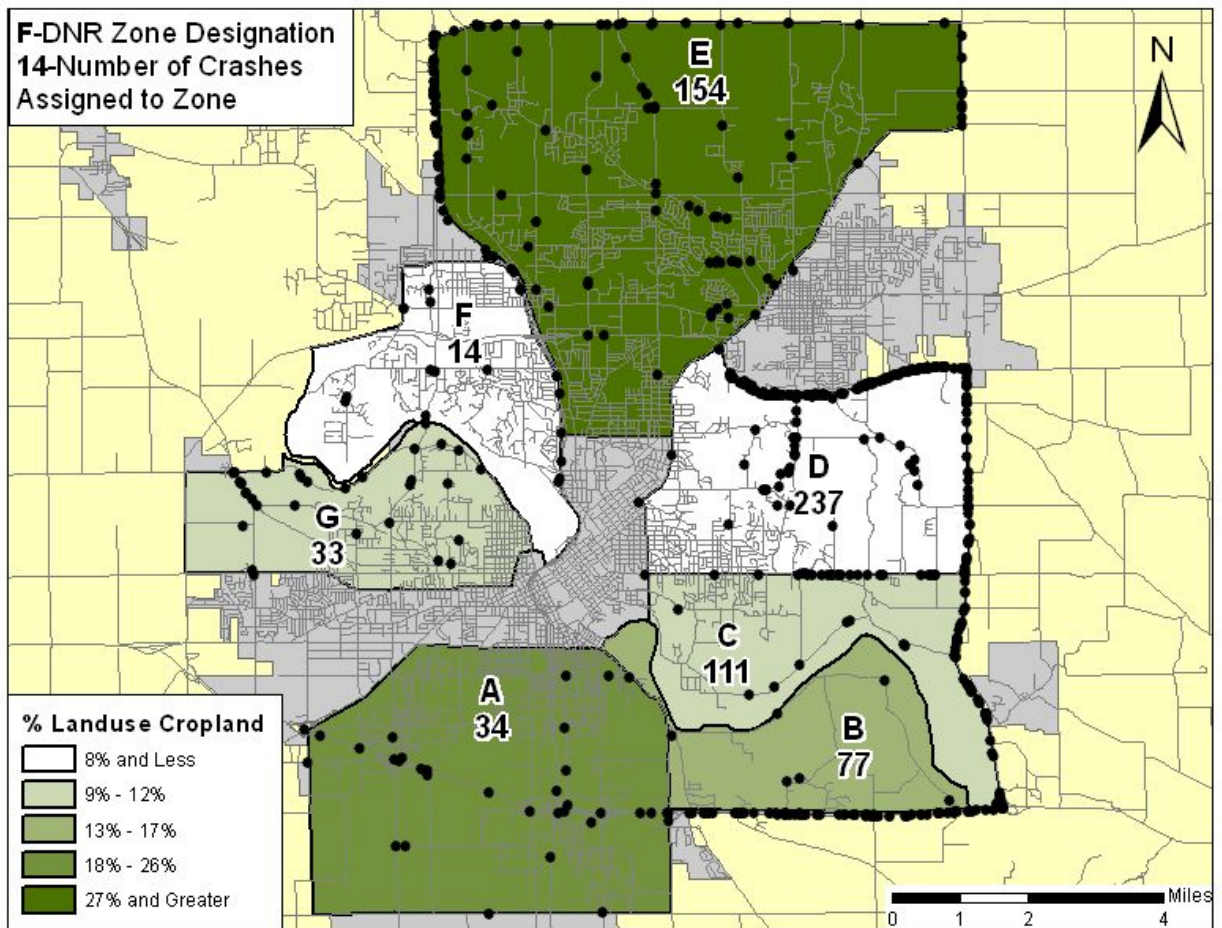 F-DNR Zone Designation
14-Number of Crashes
Assigned to Zone
N
E
154
F
14
D
237
G
33
C
111
A
34
B
77
% Landuse Cropland
8% and Less
9% - 12%
13% - 17%
18% - 26%
27% and Greater
Miles
0 1 2 4